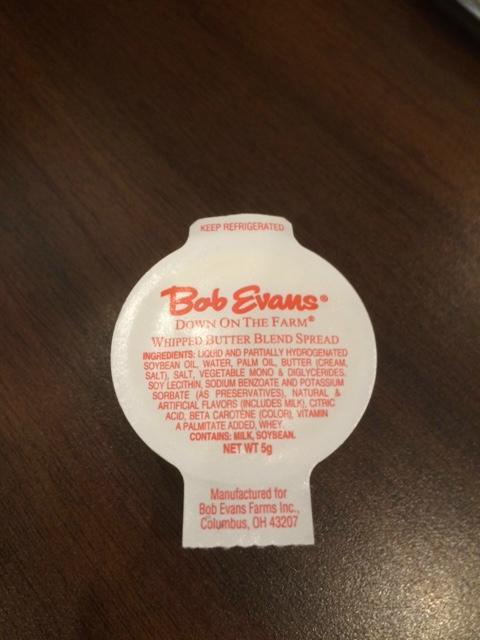 KEEP REFRIGERATED
Bob Evans®
DOWN ON THE FARM®
WHIPPED BUTTER BLEND SPREAD
INGREDIENTS: LIQUID AND PARTIALLY HYDROGENATED
SOYBEAN OIL, WATER, PALM OIL, BUTTER (CREAM,
SALT), SALT, VEGETABLE MONO & DIGLYCERIDES,
SOY LECITHIN, SODIUM BENZOATE AND POTASSIUM
SORBATE (AS PRESERVATIVES), NATURAL &
ARTIFICIAL FLAVORS (INCLUDES MILK), CITRIC
ACID, BETA CAROTENE (COLOR), VITAMIN
A PALMITATE ADDED, WHEY.
CONTAINS: MILK, SOYBEAN.
NET WT 5g
Manufactured for
Bob Evans Farms Inc.,
Columbus, OH 43207